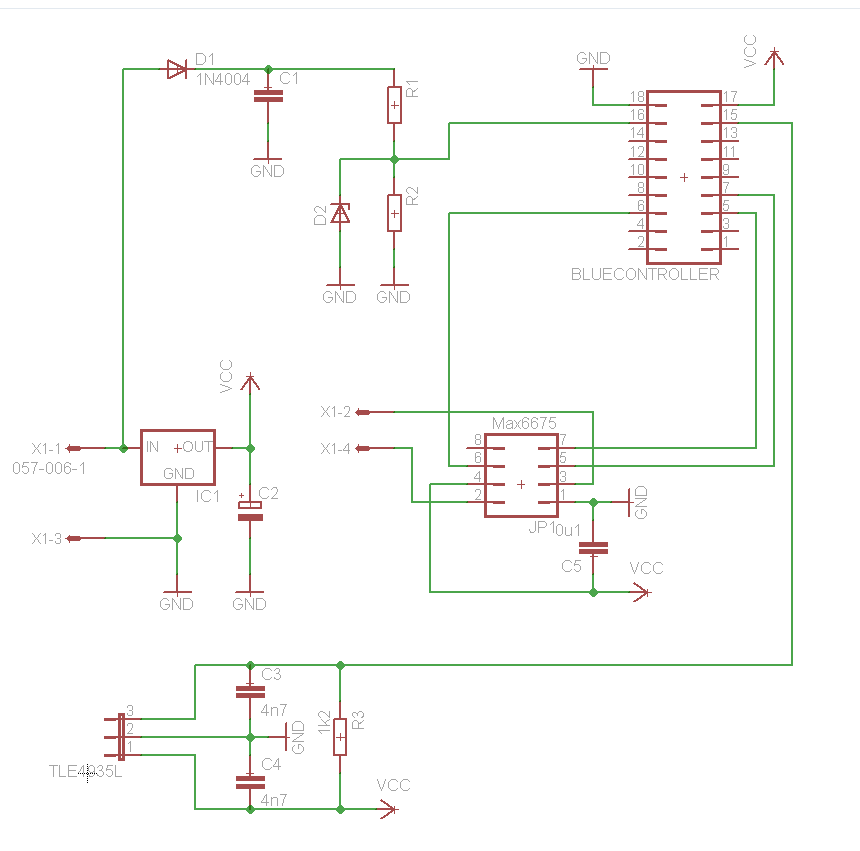 D1
1N4004
C1
GND
R1
D2
R2
GND
GND
GND
VCC
18
17
16
15
14
13
12
11
10
9
8
7
6
5
4
3
2
1
BLUECONTROLLER
VCC
X1-1
057-006-1
IN
OUT
GND
IC1
C2
X1-3
GND
GND
X1-2
X1-4
Max6675
8
7
6
5
4
3
2
1
JP1
0u1
GND
C5
VCC
C3
4n7
3
2
1
GND
1k2
R3
TLE4935L
C4
4n7
VCC